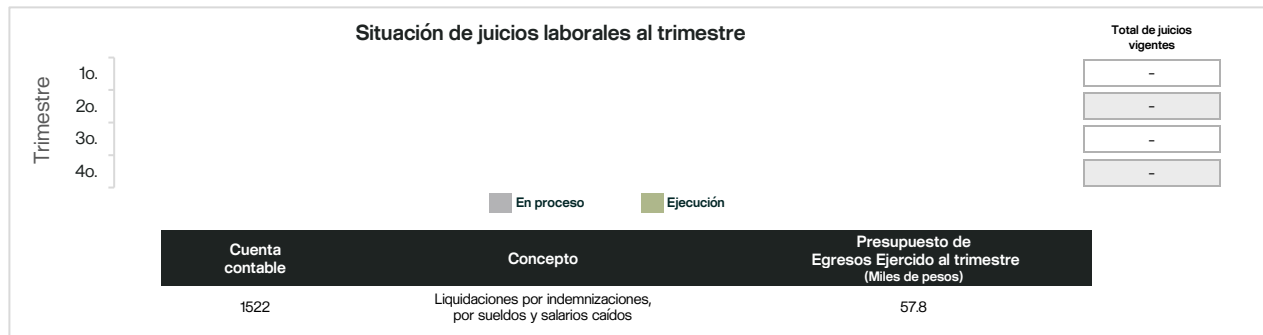 Situación de juicios laborales al trimestre
Total de juicios
vigentes
Trimestre
1o.
-
2o.
-
3o.
-
4o.
-
En proceso
Ejecución
Cuenta
contable
Concepto
Presupuesto de
Egresos Ejercido al trimestre
(Miles de pesos)
1522
Liquidaciones por indemnizaciones,
por sueldos y salarios caídos
57.8